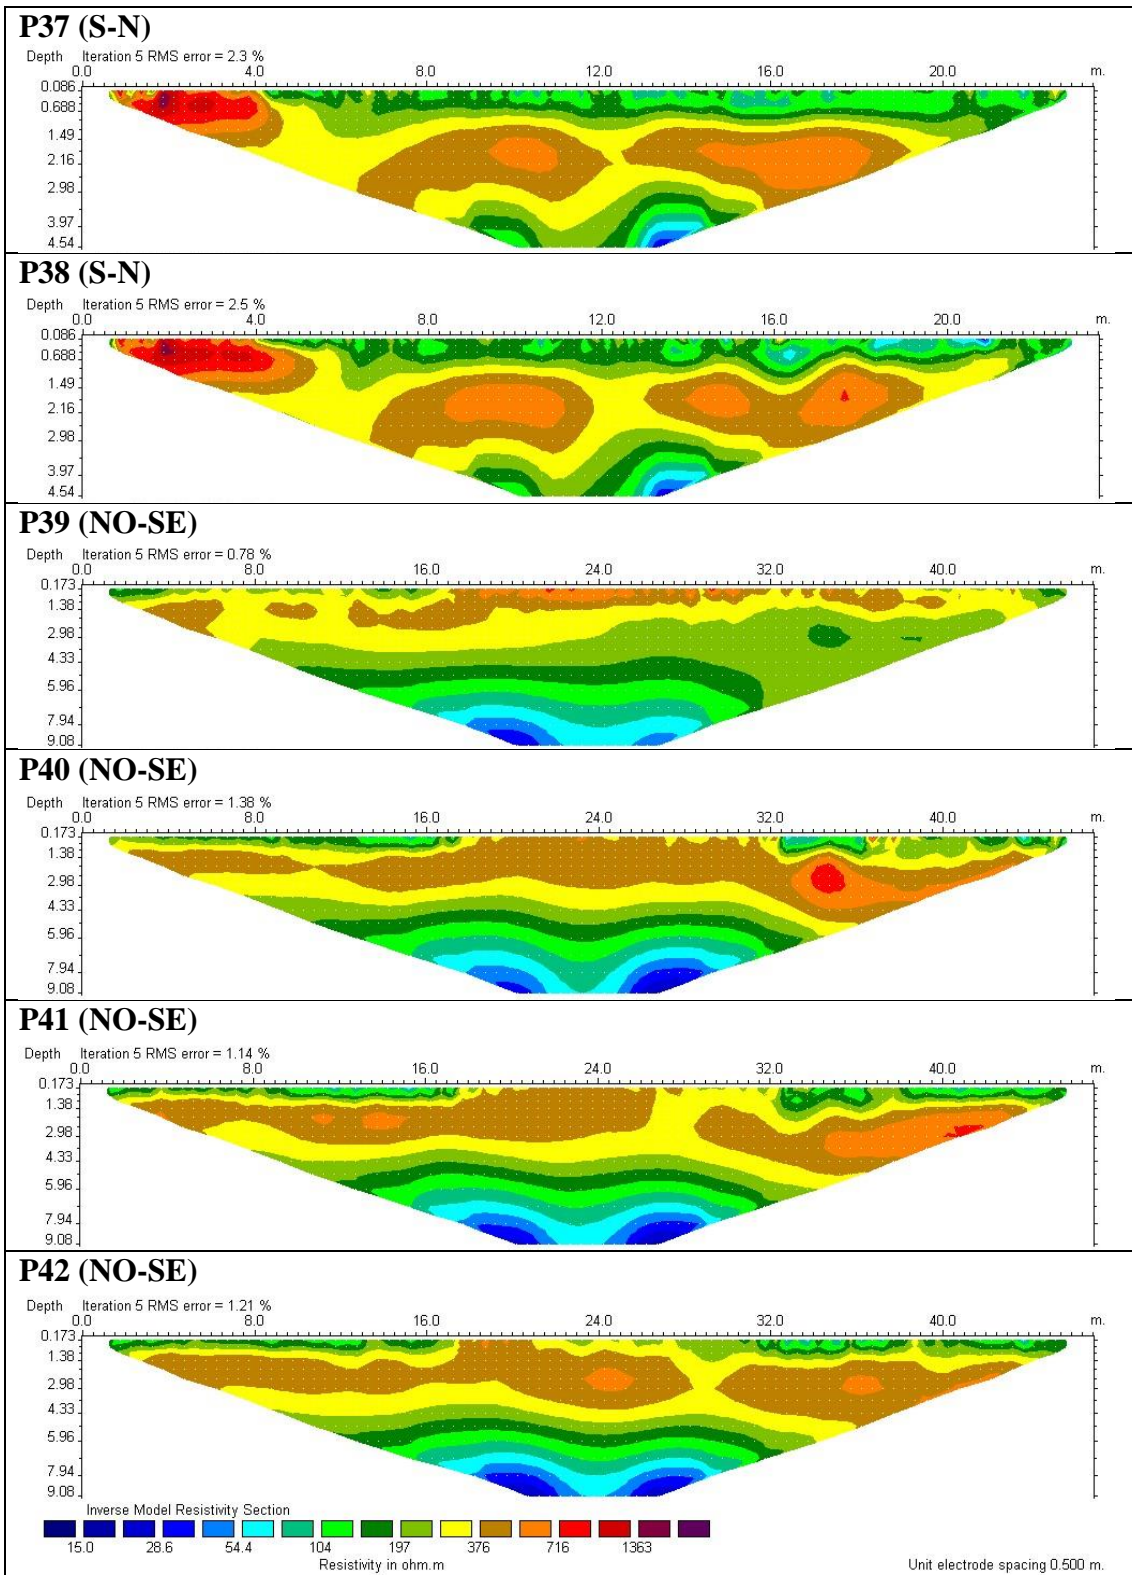 P37 (S-N)
Depth Iteration 5 RMS error = 2.3 %
0.0 4.0 8.0 12.0 16.0 20.0 m.
0.086
0.688
1.49
2.16
2.98
3.97
4.54
P38 (S-N)
Depth Iteration 5 RMS error = 2.5 %
0.0 4.0 8.0 12.0 16.0 20.0 m.
0.086
0.688
1.49
2.16
2.98
3.97
4.54
P39 (NO-SE)
Depth Iteration 5 RMS error = 0.78 %
0.0 8.0 16.0 24.0 32.0 40.0 m.
0.173
1.38
2.98
4.33
5.96
7.94
9.08
P40 (NO-SE)
Depth Iteration 5 RMS error = 1.38 %
0.0 8.0 16.0 24.0 32.0 40.0 m.
0.173
1.38
2.98
4.33
5.96
7.94
9.08
P41 (NO-SE)
Depth Iteration 5 RMS error = 1.14 %
0.0 8.0 16.0 24.0 32.0 40.0 m.
0.173
1.38
2.98
4.33
5.96
7.94
9.08
P42 (NO-SE)
Depth Iteration 5 RMS error = 1.21 %
0.0 8.0 16.0 24.0 32.0 40.0 m.
0.173
1.38
2.98
4.33
5.96
7.94
9.08
Inverse Model Resistivity Section
15.0 28.6 54.4 104 197 376 716 1363
Resistivity in ohm.m
Unit electrode spacing 0.500 m.